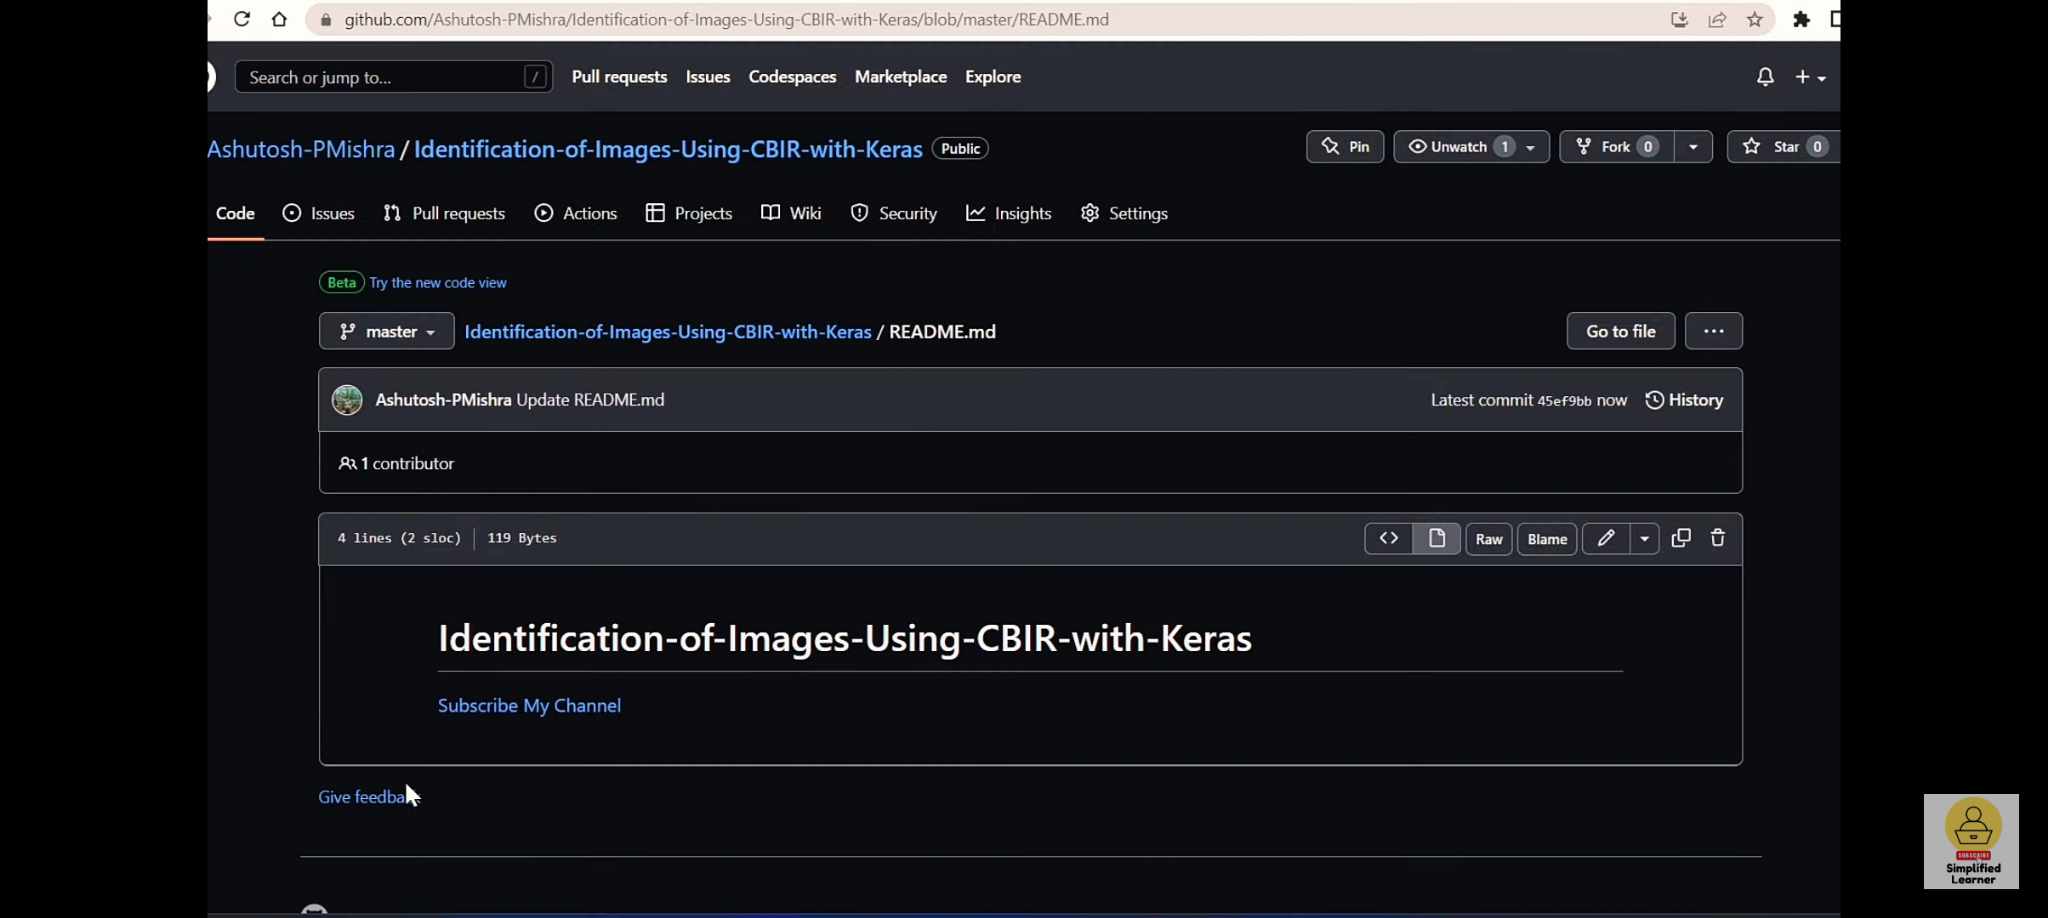 github.com/Ashutosh-PMishra/Identification-of-Images-Using-CBIR-with-Keras/blob/master/README.md
Search or jump to... / Pull requests Issues Codespaces Marketplace Explore
Ashutosh-PMishra / Identification-of-Images-Using-CBIR-with-Keras Public Pin Unwatch 1 Fork 0 Star 0
Code Issues Pull requests Actions Projects Wiki Security Insights Settings
Beta Try the new code view
master Identification-of-Images-Using-CBIR-with-Keras / README.md Go to file ...
Ashutosh-PMishra Update README.md Latest commit 45ef9bb now History
1 contributor
4 lines (2 sloc) 119 Bytes <> Raw Blame
Identification-of-Images-Using-CBIR-with-Keras
Subscribe My Channel
Give
SUBSCRIBE
Simplified
Learner